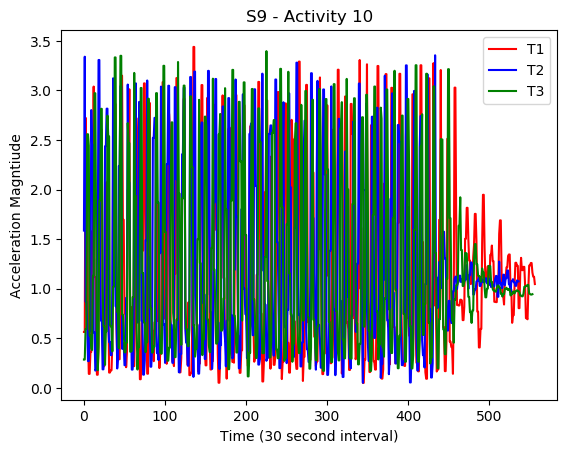 S9 - Activity 10
3.5
3.0
2.5
2.0
1.5
1.0
0.5
0.0
Acceleration Magntiude
T1
T2
T3
0 100 200 300 400 500
Time (30 second interval)